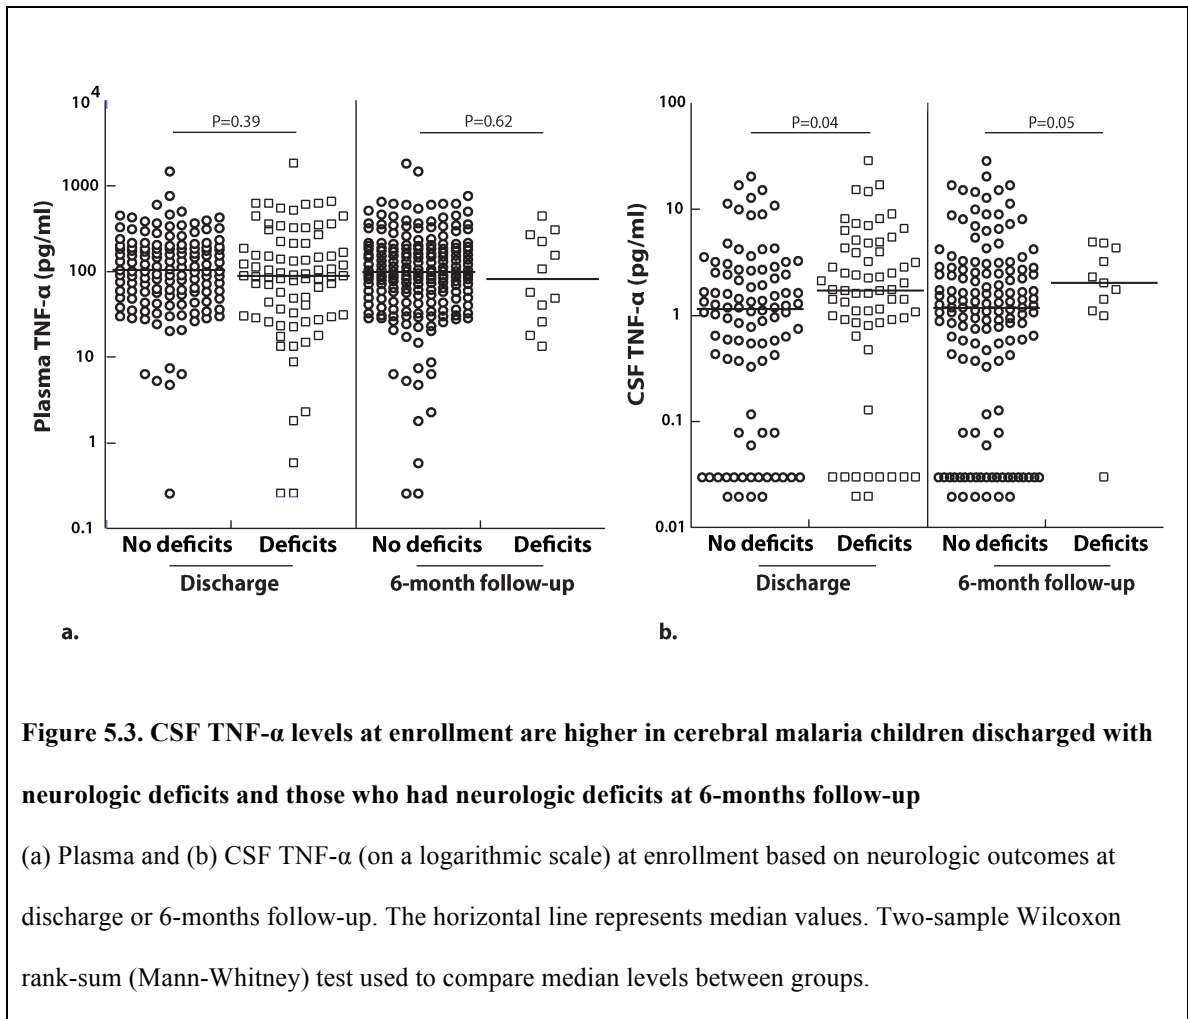 10^4
1000
100
10
1
0.1
Plasma TNF-α (pg/ml)
P=0.39
P=0.62
No deficits
Deficits
No deficits
Deficits
Discharge
6-month follow-up
a.
100
10
1
0.1
0.01
CSF TNF-α (pg/ml)
P=0.04
P=0.05
No deficits
Deficits
No deficits
Deficits
Discharge
6-month follow-up
b.
Figure 5.3. CSF TNF-α levels at enrollment are higher in cerebral malaria children discharged with
neurologic deficits and those who had neurologic deficits at 6-months follow-up
(a) Plasma and (b) CSF TNF-α (on a logarithmic scale) at enrollment based on neurologic outcomes at
discharge or 6-months follow-up. The horizontal line represents median values. Two-sample Wilcoxon
rank-sum (Mann-Whitney) test used to compare median levels between groups.